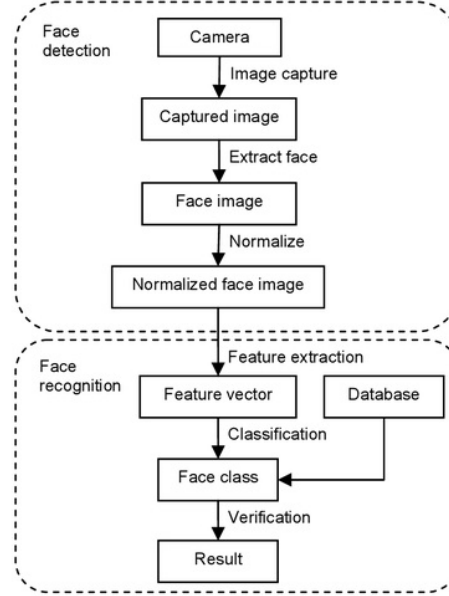 Face
detection
Camera
Image capture
Captured image
Extract face
Face image
Normalize
Normalized face image
Feature extraction
Face
recognition
Feature vector
Database
Classification
Face class
Verification
Result